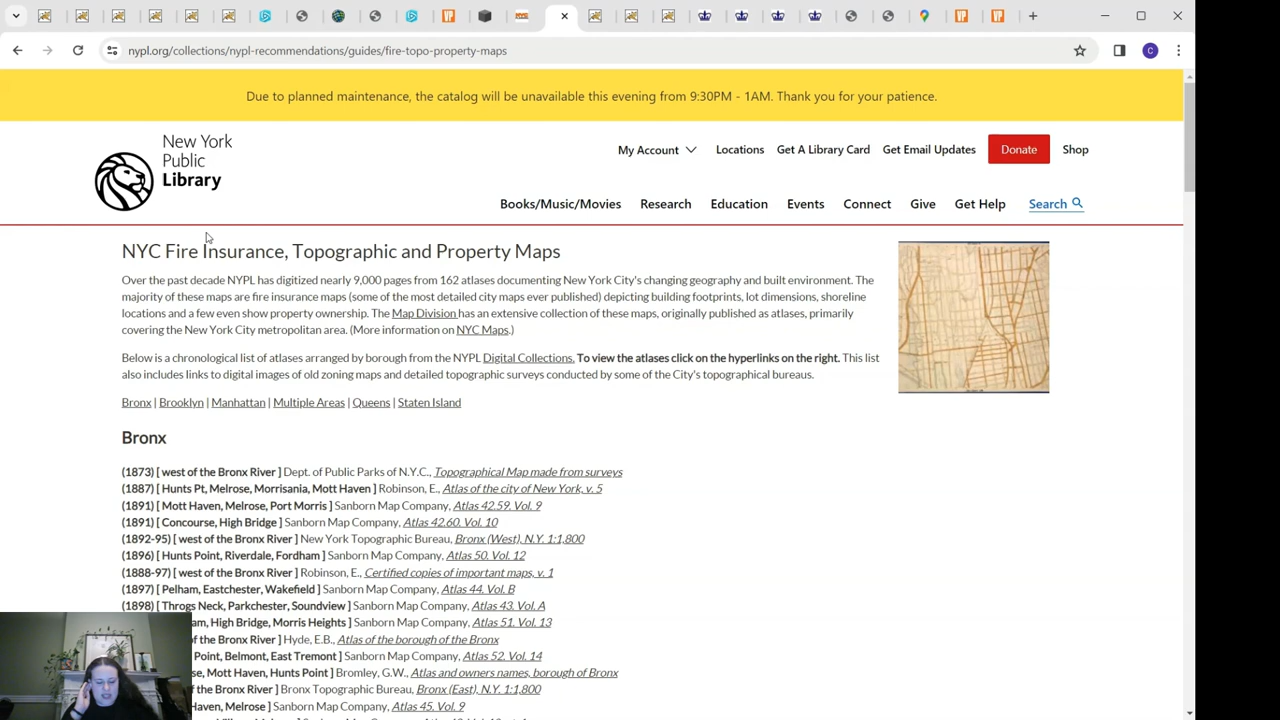 nypl.org/collections/nypl-recommendations/guides/fire-topo-property-maps
C
Due to planned maintenance, the catalog will be unavailable this evening from 9:30PM - 1AM. Thank you for your patience.
New York
Public
Library
My Account
Locations
Get A Library Card
Get Email Updates
Donate
Shop
Books/Music/Movies
Research
Education
Events
Connect
Give
Get Help
Search
NYC Fire Insurance, Topographic and Property Maps
Over the past decade NYPL has digitized nearly 9,000 pages from 162 atlases documenting New York City's changing geography and built environment. The
majority of these maps are fire insurance maps (some of the most detailed city maps ever published) depicting building footprints, lot dimensions, shoreline
locations and a few even show property ownership. The Map Division has an extensive collection of these maps, originally published as atlases, primarily
covering the New York City metropolitan area. (More information on NYC Maps.)
Below is a chronological list of atlases arranged by borough from the NYPL Digital Collections. To view the atlases click on the hyperlinks on the right. This list
also includes links to digital images of old zoning maps and detailed topographic surveys conducted by some of the City's topographical bureaus.
Bronx | Brooklyn | Manhattan | Multiple Areas | Queens | Staten Island
Bronx
(1873) [ west of the Bronx River ] Dept. of Public Parks of N.Y.C., Topographical Map made from surveys
(1887) [ Hunts Pt, Melrose, Morrisania, Mott Haven ] Robinson, E., Atlas of the city of New York, v. 5
(1891) [ Mott Haven, Melrose, Port Morris ] Sanborn Map Company, Atlas 42.59. Vol. 9
(1891) [ Concourse, High Bridge ] Sanborn Map Company, Atlas 42.60. Vol. 10
(1892-95) [ west of the Bronx River ] New York Topographic Bureau, Bronx (West), N.Y. 1:1,800
(1896) [ Hunts Point, Riverdale, Fordham ] Sanborn Map Company, Atlas 50. Vol. 12
(1888-97) [ west of the Bronx River ] Robinson, E., Certified copies of important maps, v. 1
(1897) [ Pelham, Eastchester, Wakefield ] Sanborn Map Company, Atlas 44. Vol. B
(1898) [ Throgs Neck, Parkchester, Soundview ] Sanborn Map Company, Atlas 43. Vol. A
am, High Bridge, Morris Heights ] Sanborn Map Company, Atlas 51. Vol. 13
of the Bronx River ] Hyde, E.B., Atlas of the borough of the Bronx
Point, Belmont, East Tremont ] Sanborn Map Company, Atlas 52. Vol. 14
se, Mott Haven, Hunts Point ] Bromley, G.W., Atlas and owners names, borough of Bronx
of the Bronx River ] Bronx Topographic Bureau, Bronx (East), N.Y. 1:1,800
Haven, Melrose ] Sanborn Map Company, Atlas 45. Vol. 9